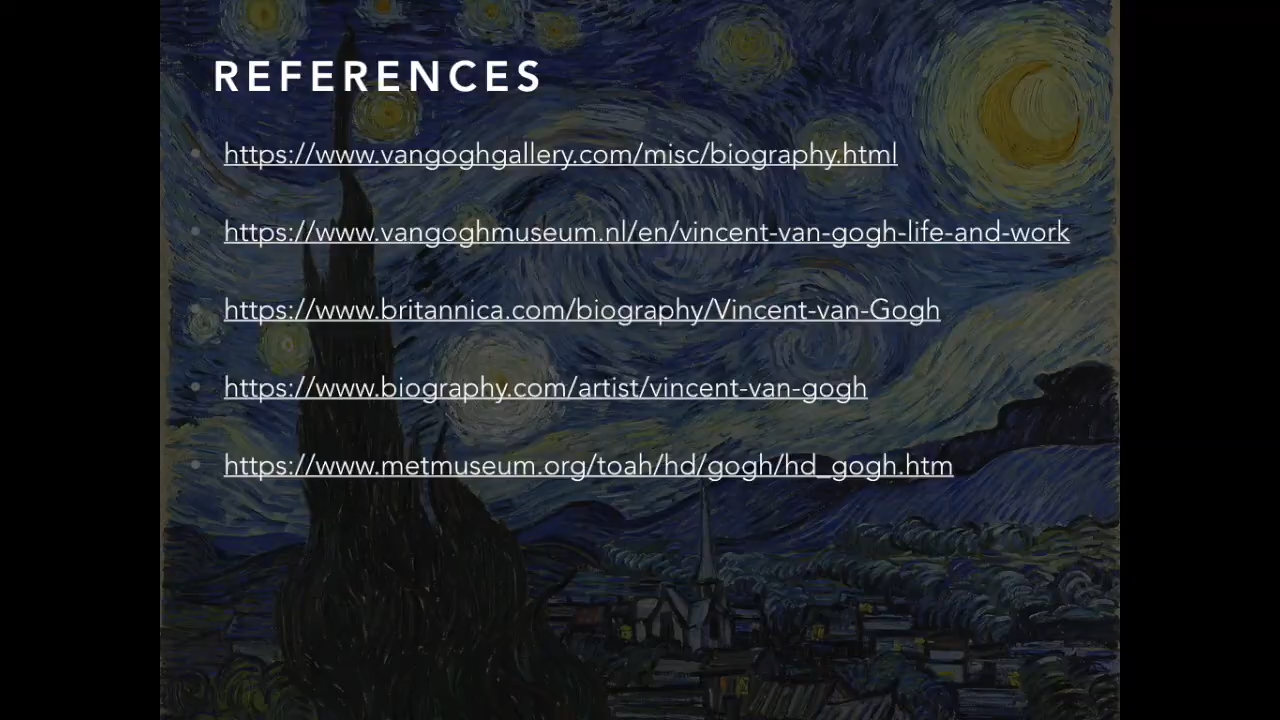 REFERENCES
https://www.vangoghgallery.com/misc/biography.html
https://www.vangoghmuseum.nl/en/vincent-van-gogh-life-and-work
https://www.britannica.com/biography/Vincent-van-Gogh
https://www.biography.com/artist/vincent-van-gogh
https://www.metmuseum.org/toah/hd/gogh/hd_gogh.htm